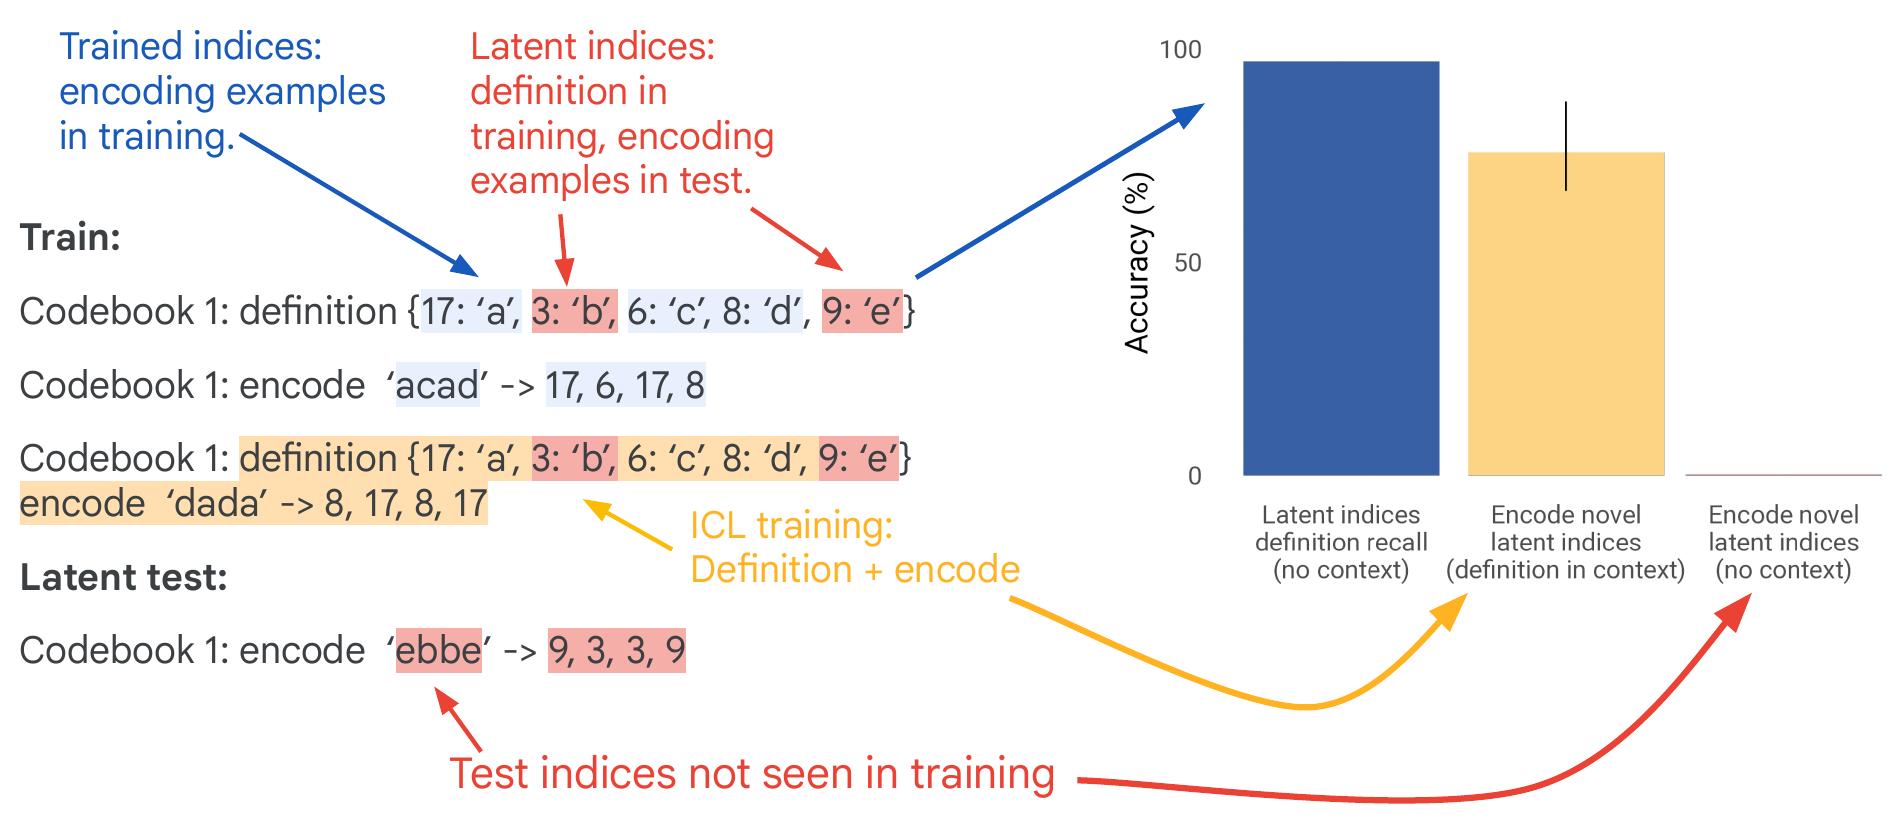 Trained indices:
encoding examples
in training.
Latent indices:
definition in
training, encoding
examples in test.
Train:
Codebook 1: definition {17: ‘a’, 3: ‘b’, 6: ‘c’, 8: ‘d’, 9: ‘e’}
Codebook 1: encode ‘acad’ -> 17, 6, 17, 8
Codebook 1: definition {17: ‘a’, 3: ‘b’, 6: ‘c’, 8: ‘d’, 9: ‘e’}
encode ‘dada’ -> 8, 17, 8, 17
ICL training:
Definition + encode
Latent test:
Codebook 1: encode ‘ebbe’ -> 9, 3, 3, 9
Test indices not seen in training
Accuracy (%)
100
50
0
Latent indices
definition recall
(no context)
Encode novel
latent indices
(definition in context)
Encode novel
latent indices
(no context)